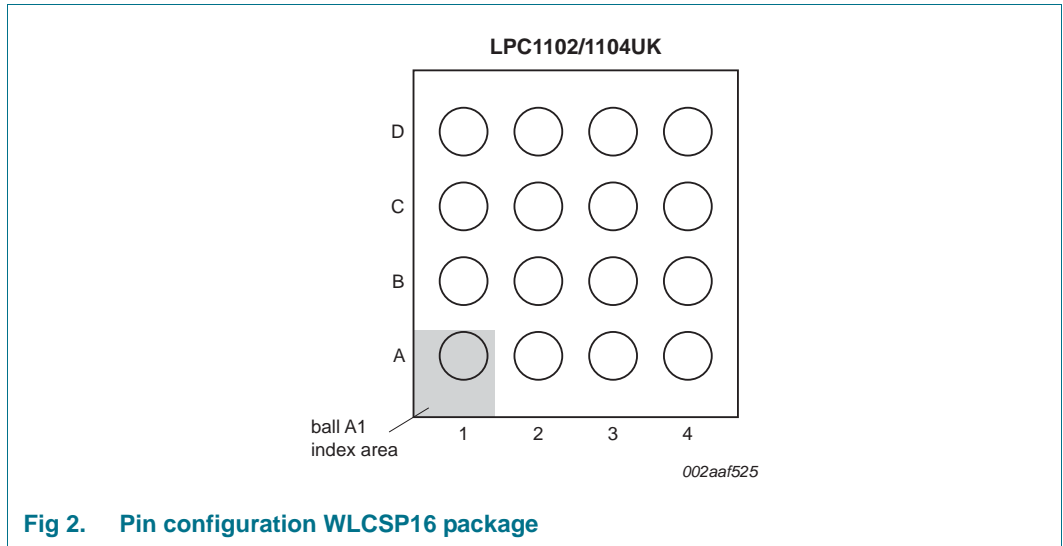 LPC1102/1104UK
D
C
B
A
ball A1
index area
1 2 3 4
002aaf525
Fig 2. Pin configuration WLCSP16 package